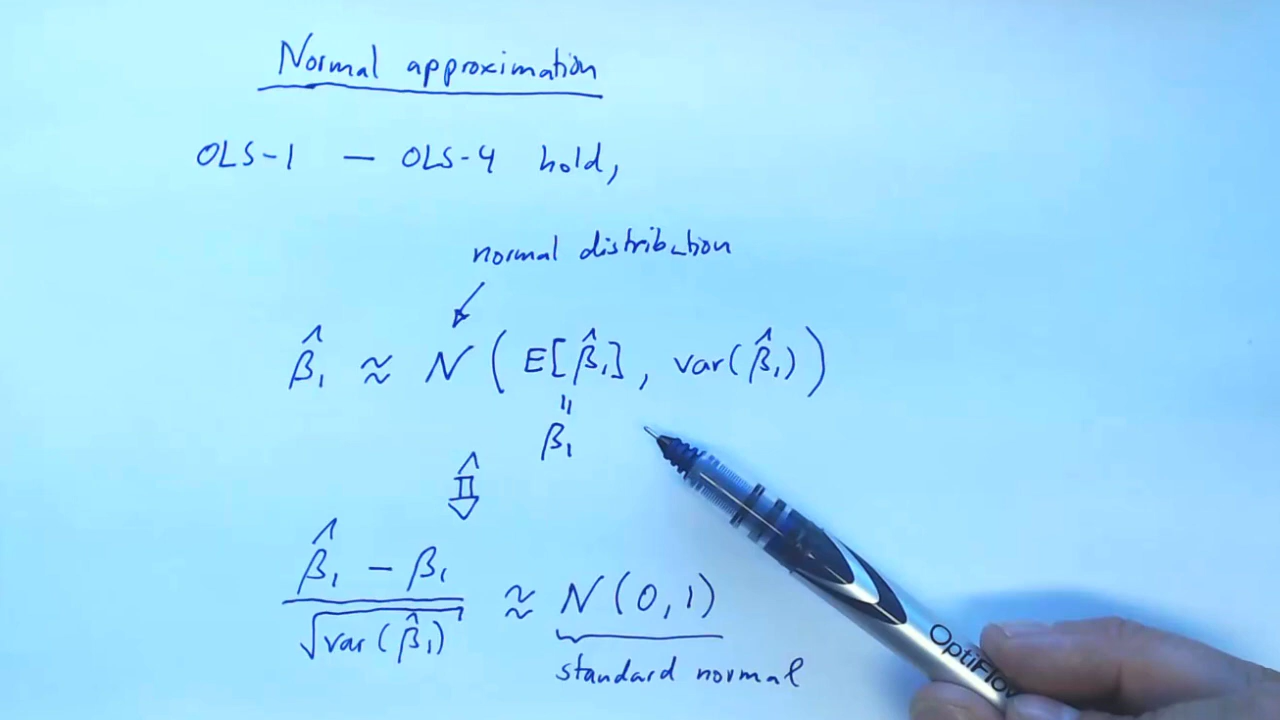 Normal approximation
OLS-1 — OLS-4 hold,
normal distribution
β̂₁ ≈ N ( E[β̂₁], var(β̂₁) )
=
β₁
⇕
β̂₁ − β₁
√var(β̂₁)
≈ N(0,1)
standard normal
OptiFlow